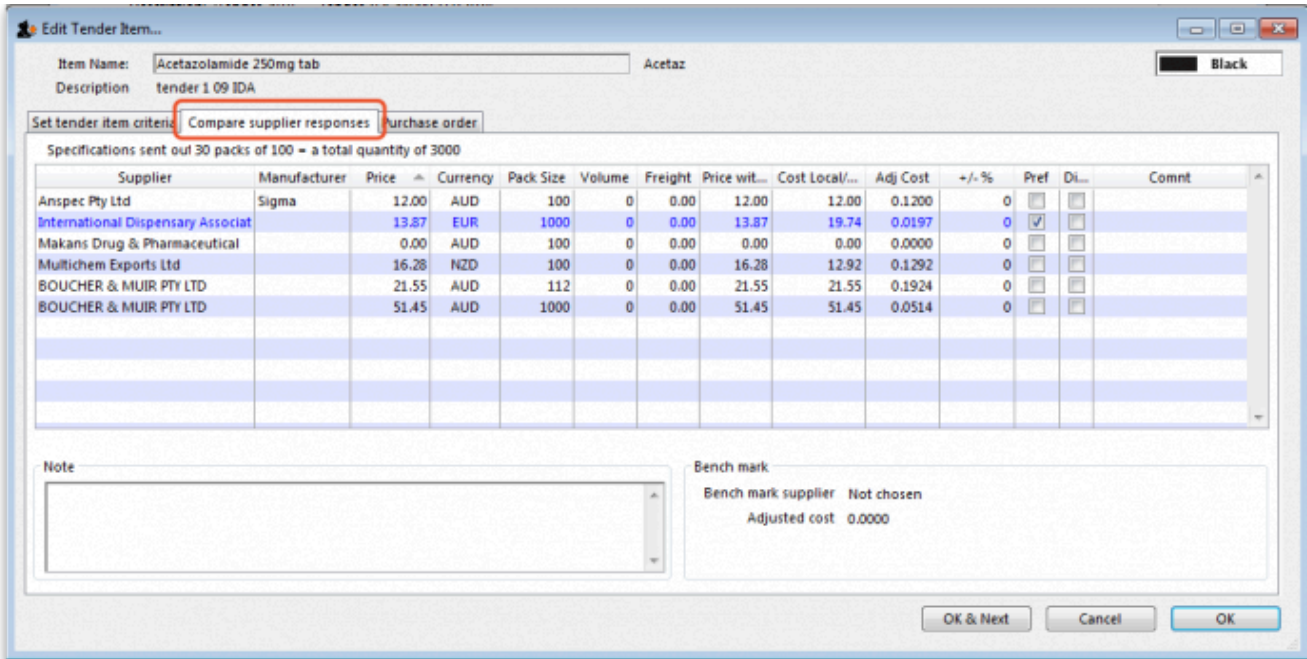 Edit Tender Item...
Item Name: Acetazolamide 250mg tab Acetaz Black
Description tender 1 09 IDA
Set tender item criteria Compare supplier responses Purchase order
Specifications sent out 30 packs of 100 = a total quantity of 3000
Supplier Manufacturer Price Currency Pack Size Volume Freight Price wit... Cost Local/... Adj Cost +/- % Pref Di... Comnt
Anspec Pty Ltd Sigma 12.00 AUD 100 0 0.00 12.00 12.00 0.1200 0
International Dispensary Associat 13.87 EUR 1000 0 0.00 13.87 19.74 0.0197 0
Makans Drug & Pharmaceutical 0.00 AUD 100 0 0.00 0.00 0.00 0.0000 0
Multichem Exports Ltd 16.28 NZD 100 0 0.00 16.28 12.92 0.1292 0
BOUCHER & MUIR PTY LTD 21.55 AUD 112 0 0.00 21.55 21.55 0.1924 0
BOUCHER & MUIR PTY LTD 51.45 AUD 1000 0 0.00 51.45 51.45 0.0514 0
Note
Bench mark
Bench mark supplier Not chosen
Adjusted cost 0.0000
OK & Next Cancel OK